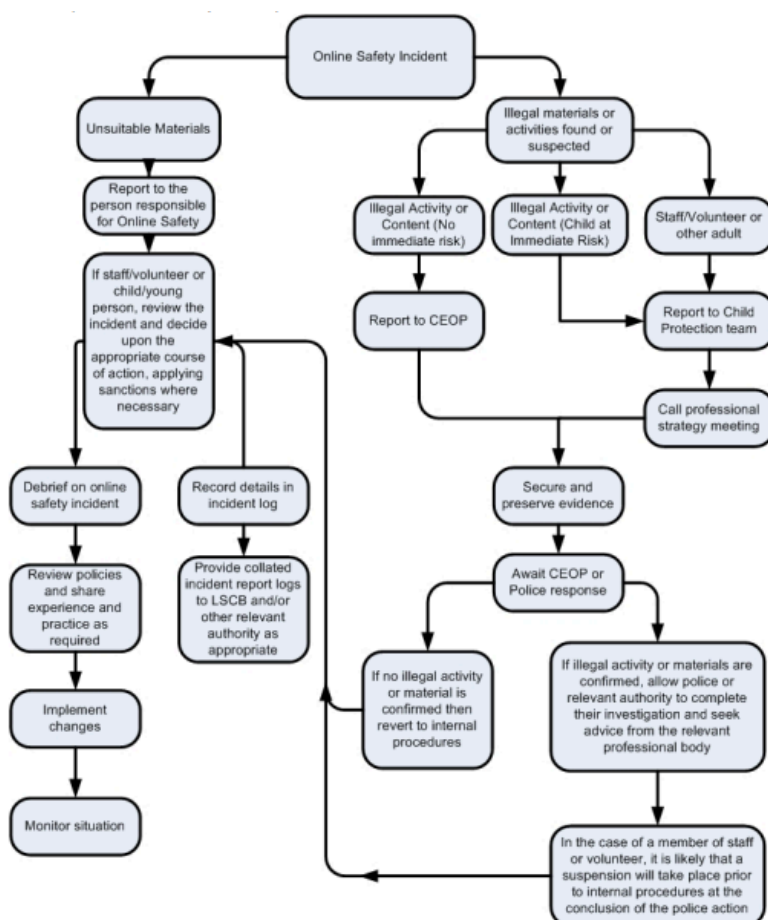 Online Safety Incident
Unsuitable Materials
Report to the
person responsible
for Online Safety
If staff/volunteer or
child/young
person, review the
incident and decide
upon the
appropriate course
of action, applying
sanctions where
necessary
Debrief on online
safety incident
Review policies
and share
experience and
practice as
required
Implement
changes
Monitor situation
Record details in
incident log
Provide collated
incident report logs
to LSCB and/or
other relevant
authority as
appropriate
Illegal materials or
activities found or
suspected
Illegal Activity or
Content (No
immediate risk)
Illegal Activity or
Content (Child at
Immediate Risk)
Staff/Volunteer or
other adult
Report to CEOP
Report to Child
Protection team
Call professional
strategy meeting
Secure and
preserve evidence
Await CEOP or
Police response
If no illegal activity
or material is
confirmed then
revert to internal
procedures
If illegal activity or materials are
confirmed, allow police or
relevant authority to complete
their investigation and seek
advice from the relevant
professional body
In the case of a member of staff
or volunteer, it is likely that a
suspension will take place prior
to internal procedures at the
conclusion of the police action